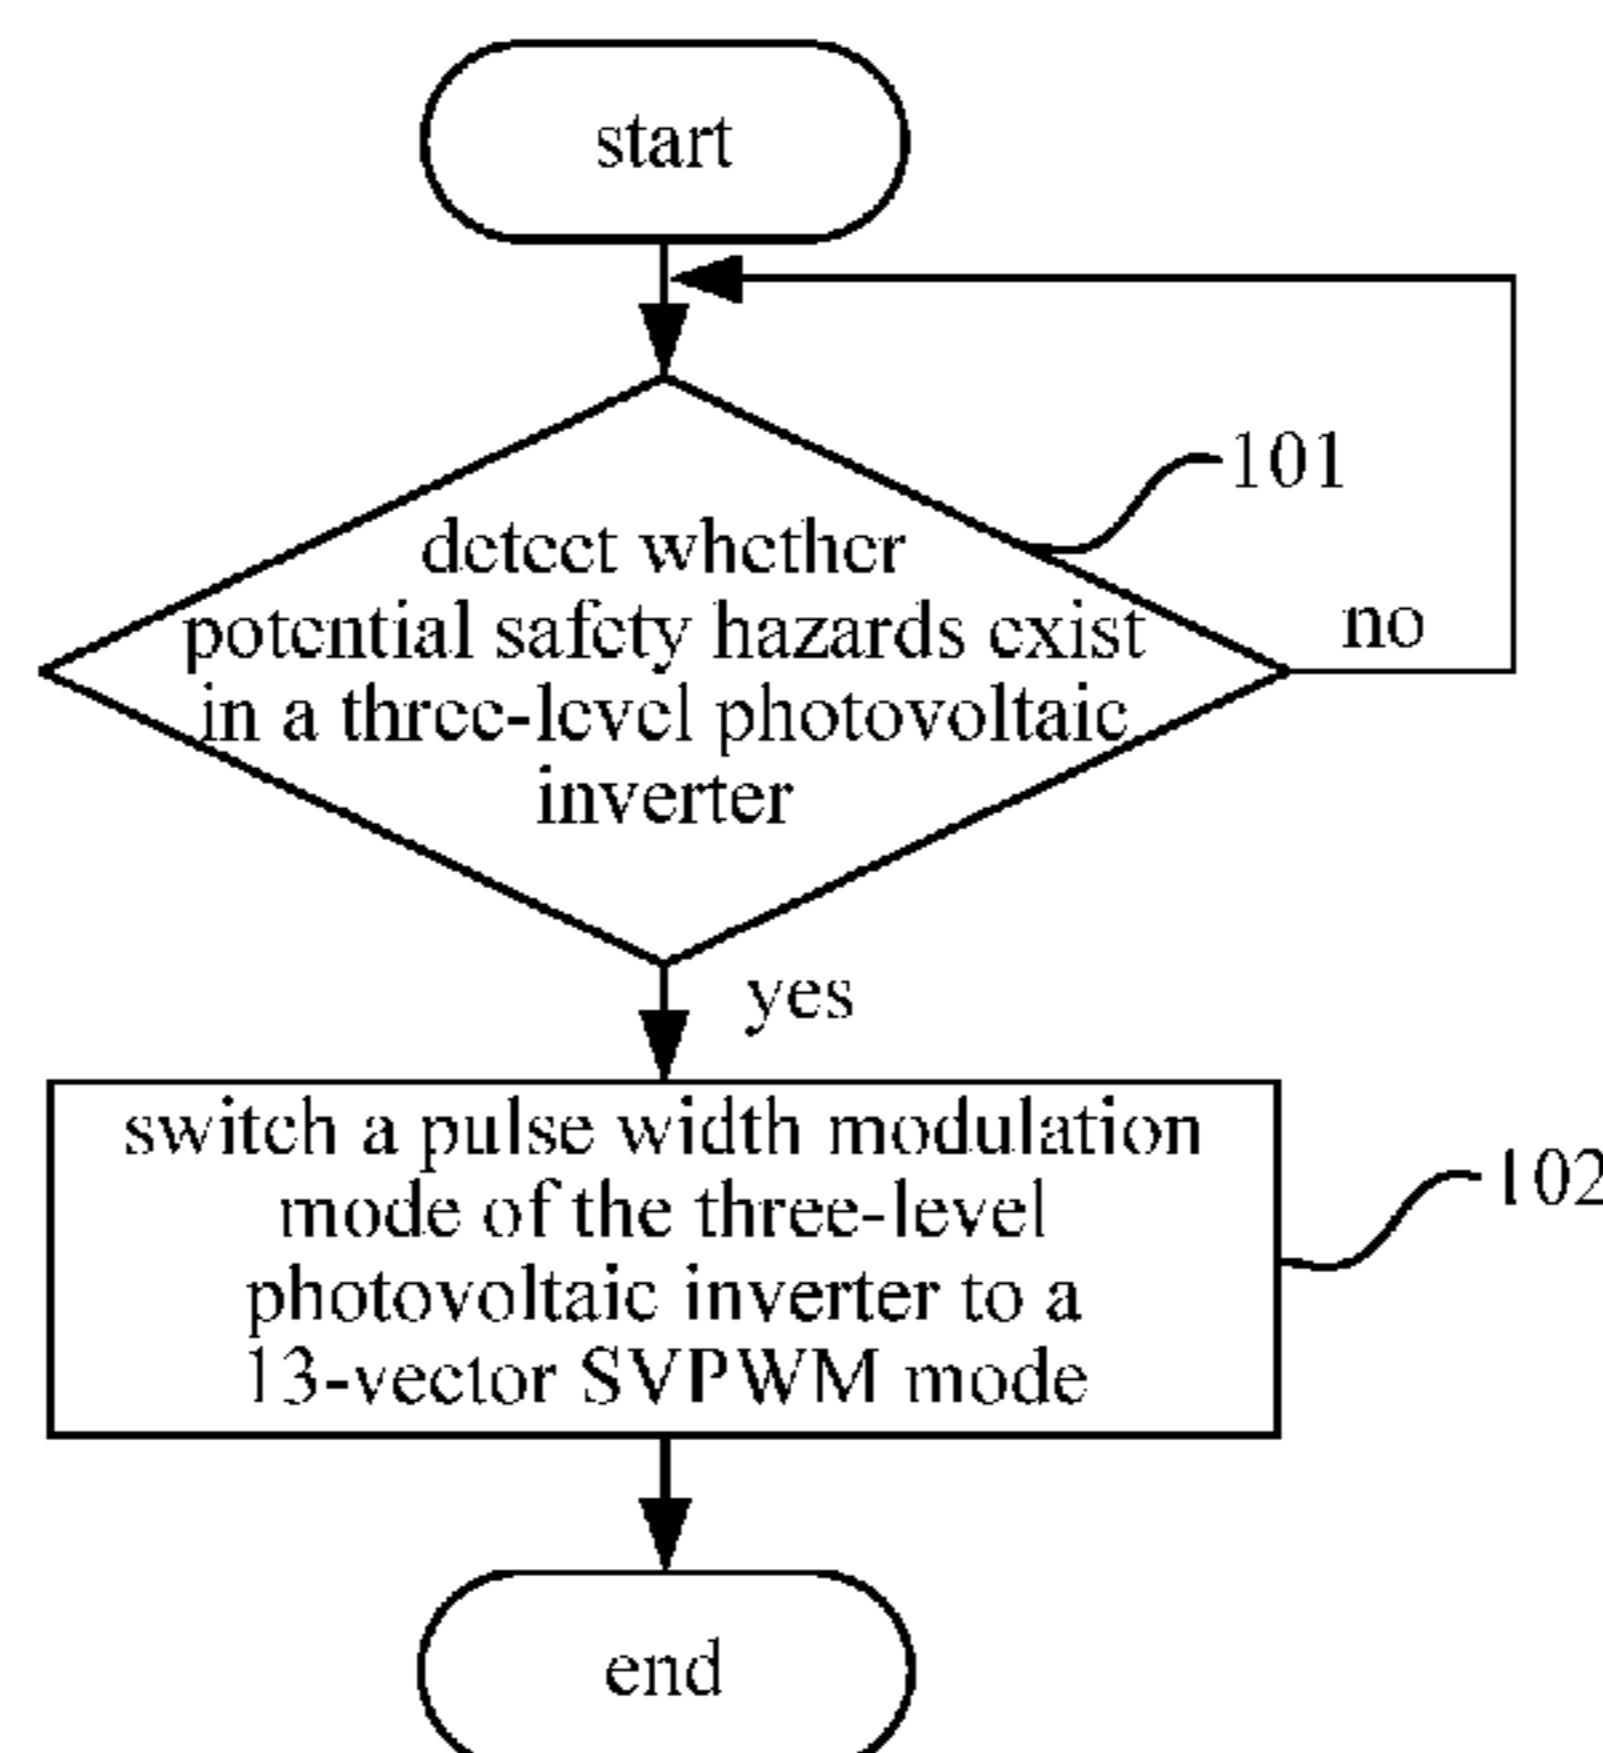 start
101
detect whether
potential safety hazards exist
no
in a three-level photovoltaic
inverter
yes
switch a pulse width modulation
mode of the three-level
102
photovoltaic inverter to a
13-vector SVPWM mode
end